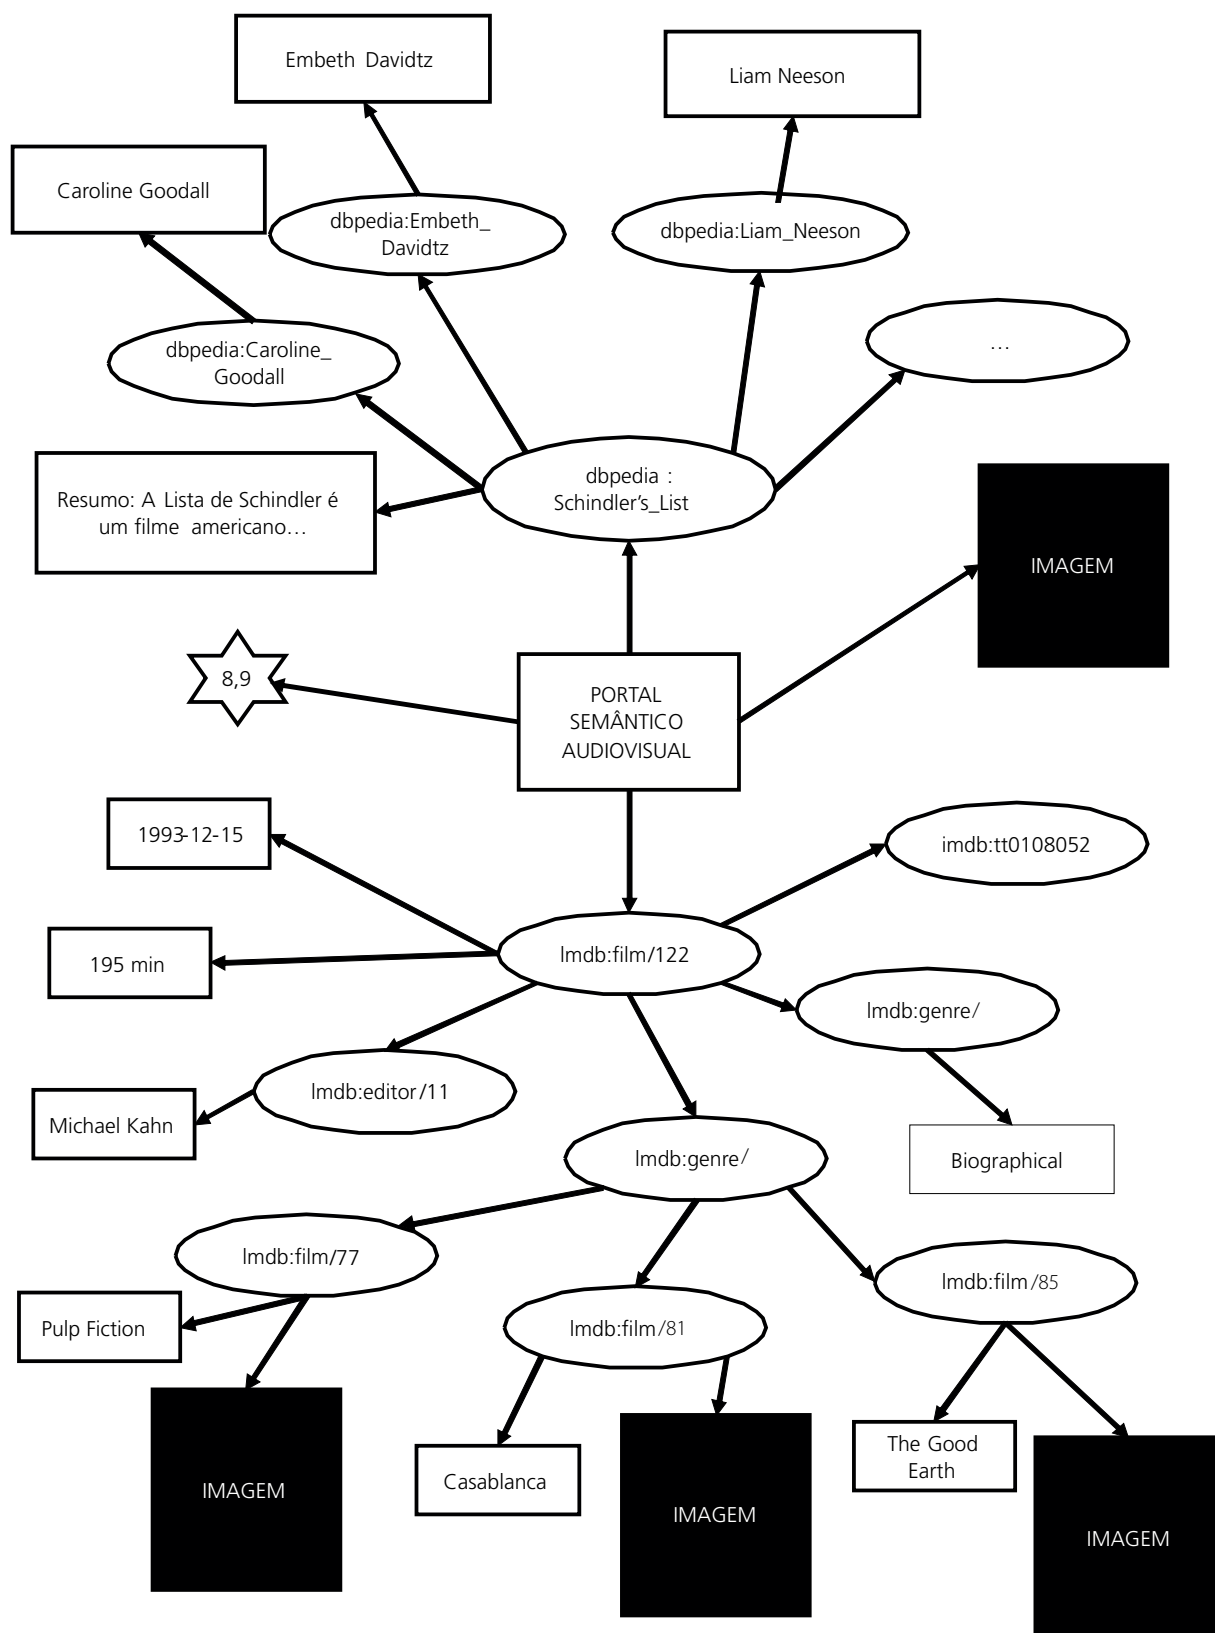 Embeth Davidtz
Liam Neeson
Caroline Goodall
dbpedia:Embeth_
Davidtz
dbpedia:Liam_Neeson
dbpedia:Caroline_
Goodall
...
dbpedia :
Schindler's_List
Resumo: A Lista de Schindler é
um filme americano...
IMAGEM
8,9
PORTAL
SEMÂNTICO
AUDIOVISUAL
1993-12-15
imdb:tt0108052
195 min
lmdb:film/122
lmdb:genre/
lmdb:editor/11
Michael Kahn
lmdb:genre/
Biographical
lmdb:film/77
lmdb:film/85
Pulp Fiction
lmdb:film/81
The Good
Earth
Casablanca
IMAGEM
IMAGEM
IMAGEM